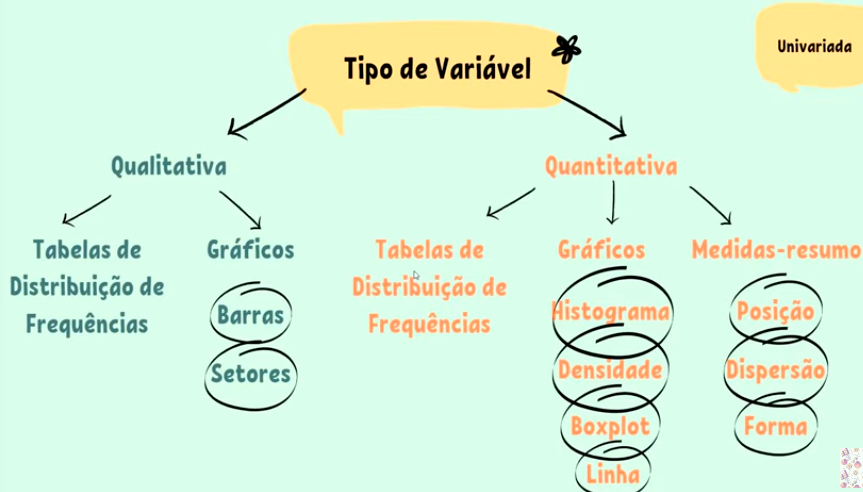 Tipo de Variável
Univariada
Qualitativa
Quantitativa
Tabelas de
Distribuição de
Frequências
Gráficos
Barras
Setores
Tabelas de
Distribuição de
Frequências
Gráficos
Histograma
Densidade
Boxplot
Linha
Medidas-resumo
Posição
Dispersão
Forma